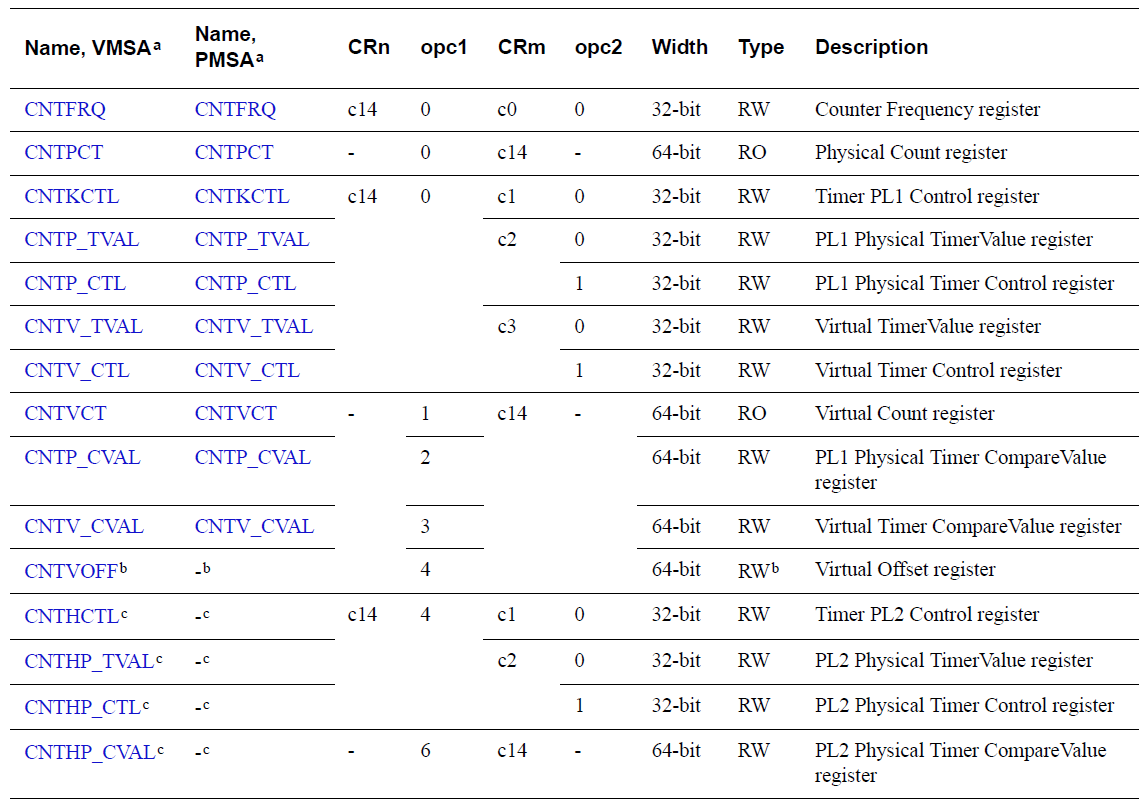 Name, VMSAa Name, PMSAa CRn opc1 CRm opc2 Width Type Description
CNTFRQ CNTFRQ c14 0 c0 0 32-bit RW Counter Frequency register
CNTPCT CNTPCT - 0 c14 - 64-bit RO Physical Count register
CNTKCTL CNTKCTL c14 0 c1 0 32-bit RW Timer PL1 Control register
CNTP_TVAL CNTP_TVAL c2 0 32-bit RW PL1 Physical TimerValue register
CNTP_CTL CNTP_CTL 1 32-bit RW PL1 Physical Timer Control register
CNTV_TVAL CNTV_TVAL c3 0 32-bit RW Virtual TimerValue register
CNTV_CTL CNTV_CTL 1 32-bit RW Virtual Timer Control register
CNTVCT CNTVCT - 1 c14 - 64-bit RO Virtual Count register
CNTP_CVAL CNTP_CVAL 2 64-bit RW PL1 Physical Timer CompareValue
register
CNTV_CVAL CNTV_CVAL 3 64-bit RW Virtual Timer CompareValue register
CNTVOFFb -b 4 64-bit RWb Virtual Offset register
CNTHCTLc -c c14 4 c1 0 32-bit RW Timer PL2 Control register
CNTHP_TVALc -c c2 0 32-bit RW PL2 Physical TimerValue register
CNTHP_CTLc -c 1 32-bit RW PL2 Physical Timer Control register
CNTHP_CVALc -c - 6 c14 - 64-bit RW PL2 Physical Timer CompareValue
register